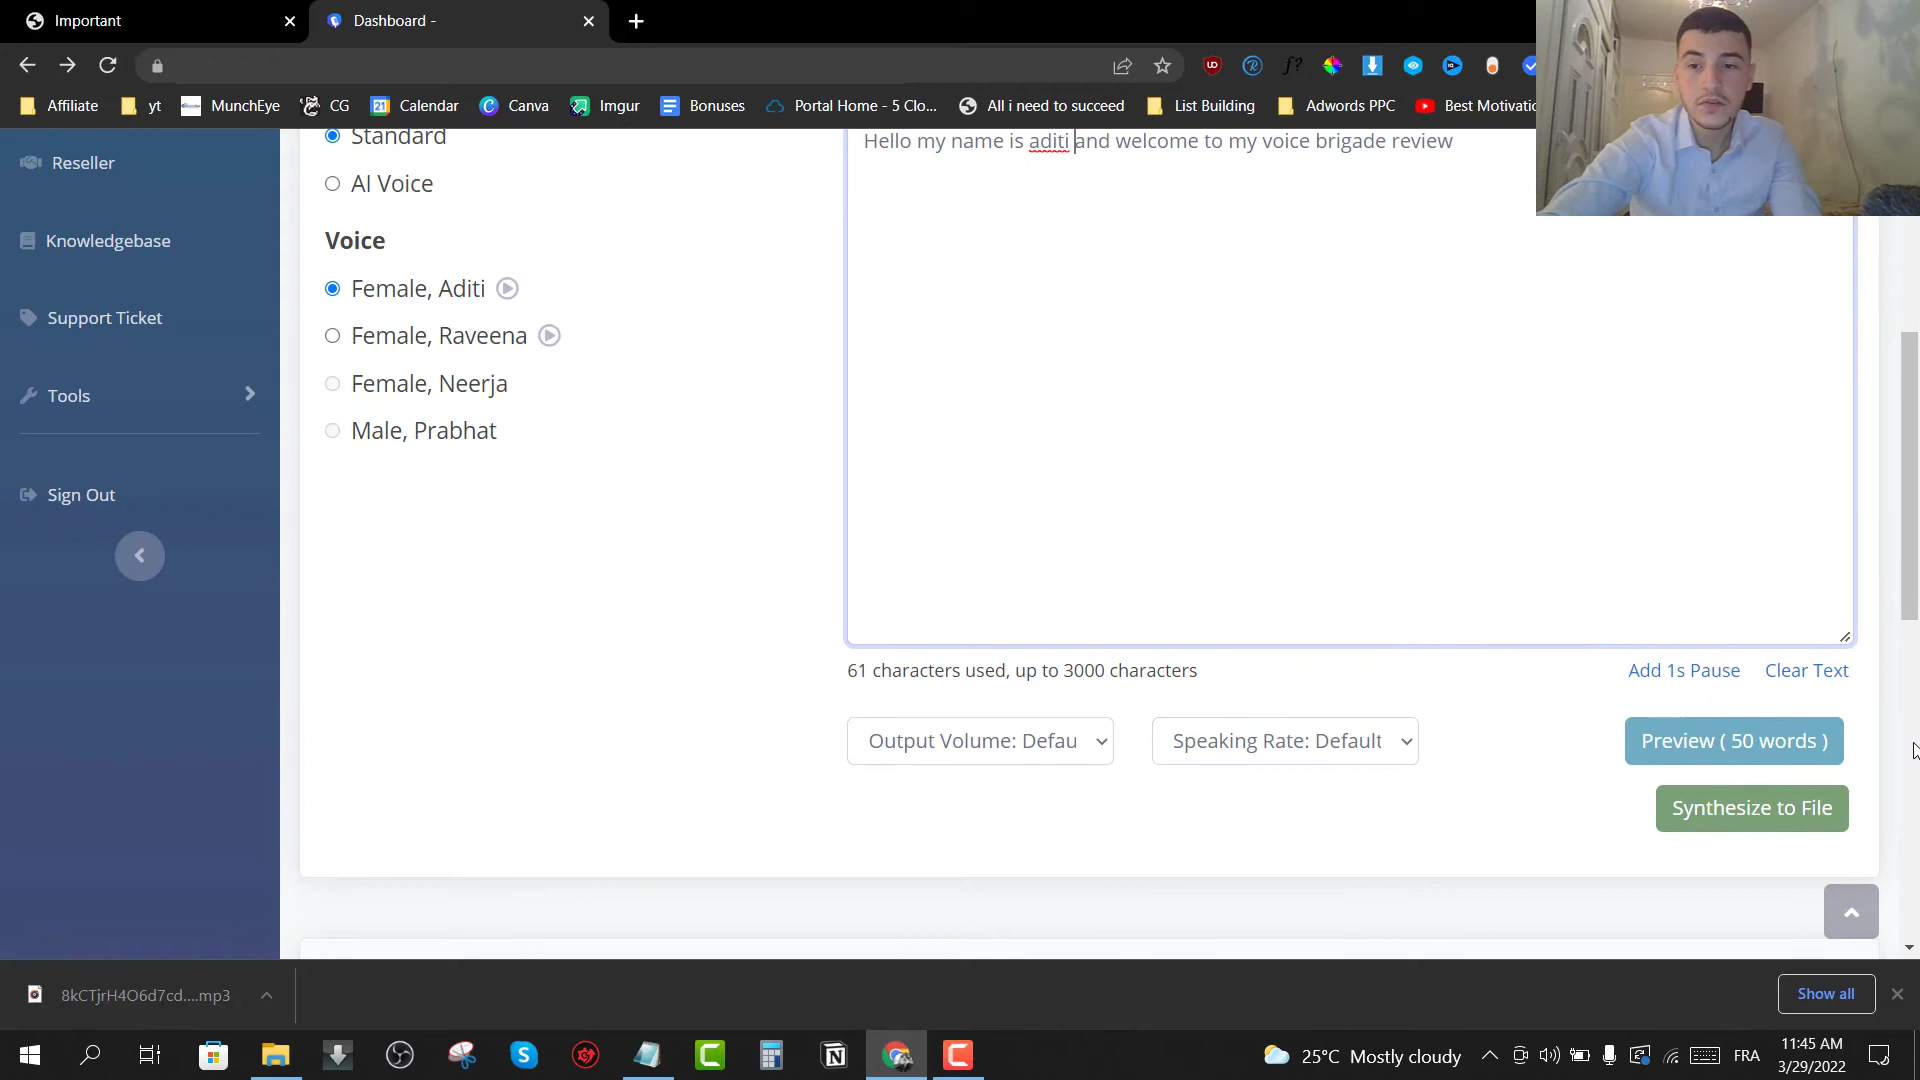 Important
Dashboard -
Affiliate
yt
MunchEye
CG
Calendar
Canva
Imgur
Bonuses
Portal Home - 5 Clo...
All i need to succeed
List Building
Adwords PPC
Best Motivatio
Reseller
Knowledgebase
Support Ticket
Tools
Sign Out
Standard
AI Voice
Voice
Female, Aditi
Female, Raveena
Female, Neerja
Male, Prabhat
Hello my name is aditi and welcome to my voice brigade review
61 characters used, up to 3000 characters
Add 1s Pause
Clear Text
Output Volume: Defau
Speaking Rate: Default
Preview ( 50 words )
Synthesize to File
8kCTjrH4O6d7cd....mp3
Show all
25°C Mostly cloudy
FRA
11:45 AM
3/29/2022